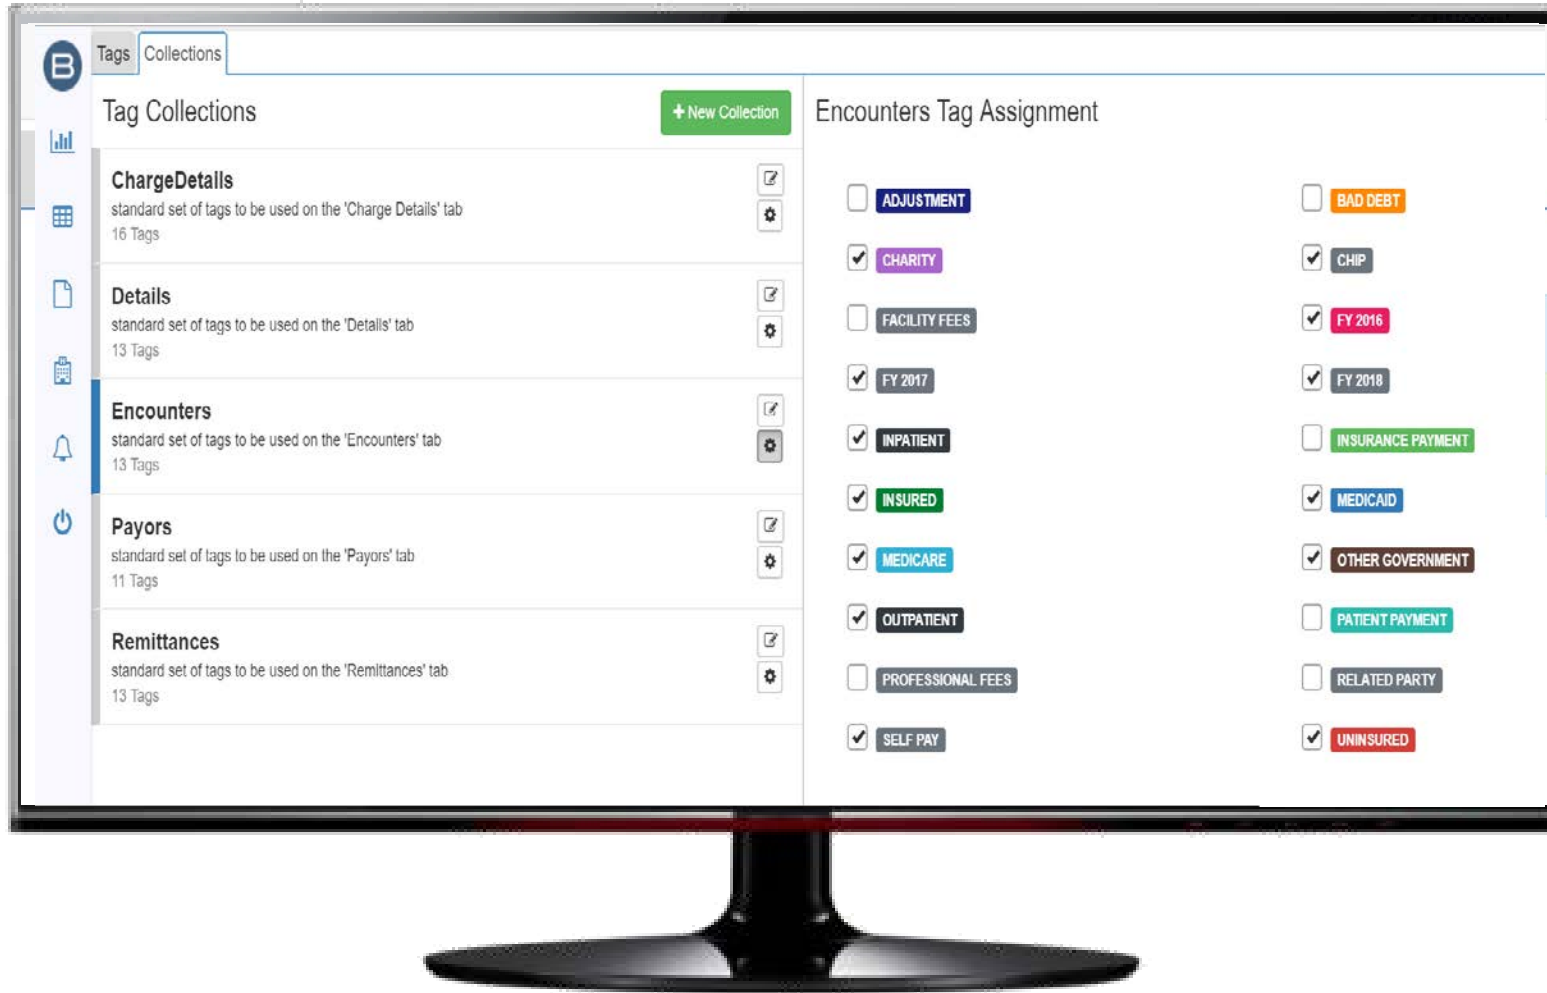 B
Tags Collections
Tag Collections
+ New Collection
ChargeDetails
standard set of tags to be used on the 'Charge Details' tab
16 Tags
Details
standard set of tags to be used on the 'Details' tab
13 Tags
Encounters
standard set of tags to be used on the 'Encounters' tab
13 Tags
Payors
standard set of tags to be used on the 'Payors' tab
11 Tags
Remittances
standard set of tags to be used on the 'Remittances' tab
13 Tags
Encounters Tag Assignment
ADJUSTMENT BAD DEBT
CHARITY CHIP
FACILITY FEES FY 2016
FY 2017 FY 2018
INPATIENT INSURANCE PAYMENT
INSURED MEDICAID
MEDICARE OTHER GOVERNMENT
OUTPATIENT PATIENT PAYMENT
PROFESSIONAL FEES RELATED PARTY
SELF PAY UNINSURED